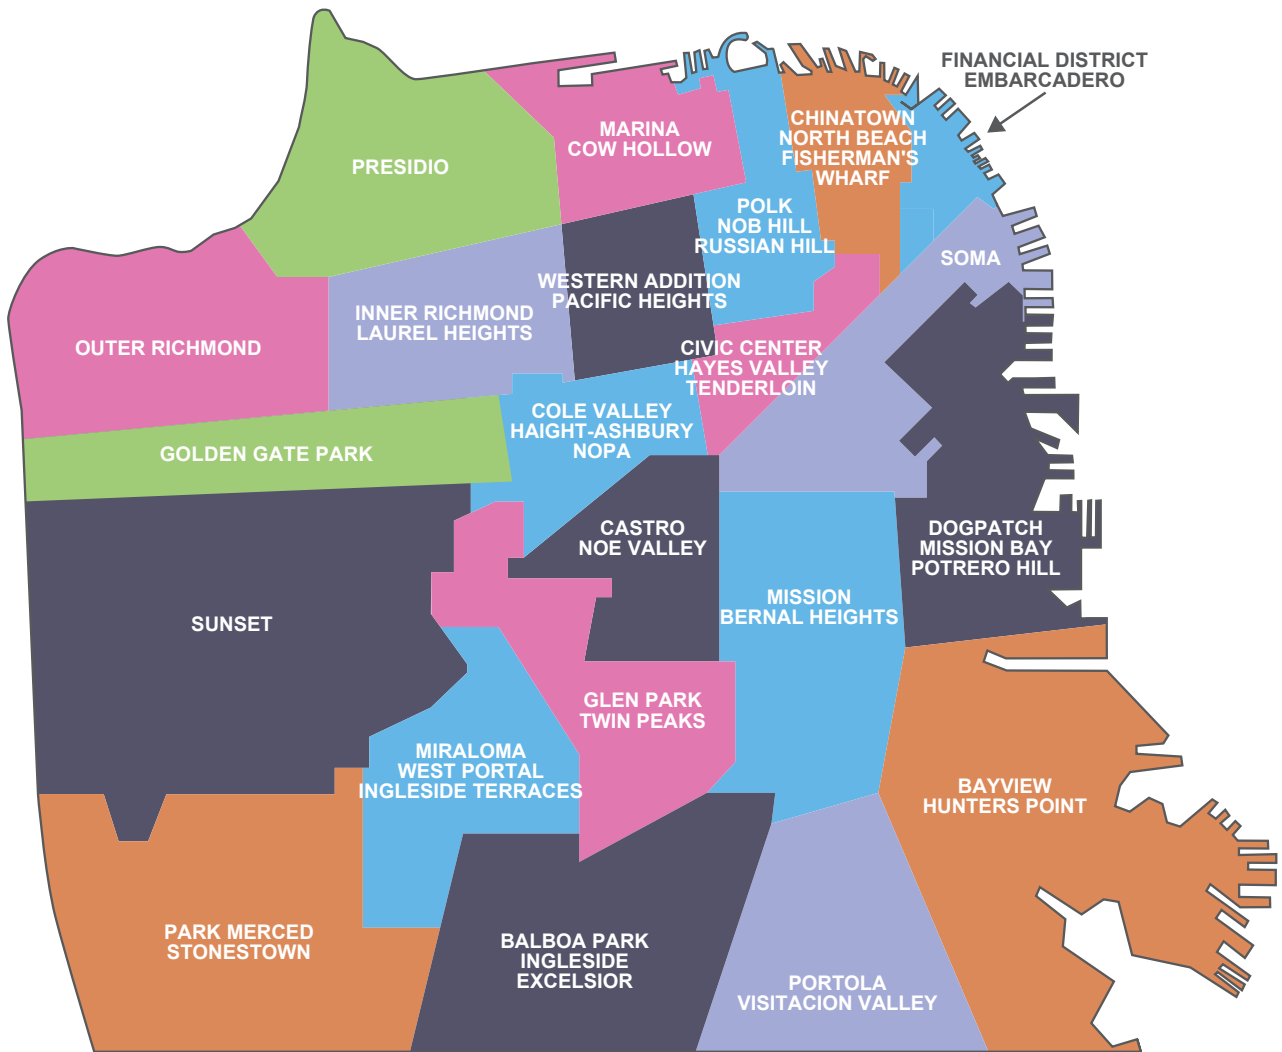 FINANCIAL DISTRICT
EMBARCADERO
MARINA
COW HOLLOW
CHINATOWN
NORTH BEACH
FISHERMAN'S
WHARF
PRESIDIO
POLK
NOB HILL
RUSSIAN HILL
SOMA
WESTERN ADDITION
PACIFIC HEIGHTS
INNER RICHMOND
LAUREL HEIGHTS
OUTER RICHMOND
CIVIC CENTER
HAYES VALLEY
TENDERLOIN
COLE VALLEY
HAIGHT-ASHBURY
NOPA
GOLDEN GATE PARK
CASTRO
NOE VALLEY
DOGPATCH
MISSION BAY
POTRERO HILL
MISSION
BERNAL HEIGHTS
SUNSET
GLEN PARK
TWIN PEAKS
MIRALOMA
WEST PORTAL
INGLESIDE TERRACES
BAYVIEW
HUNTERS POINT
PARK MERCED
STONESTOWN
BALBOA PARK
INGLESIDE
EXCELSIOR
PORTOLA
VISITACION VALLEY